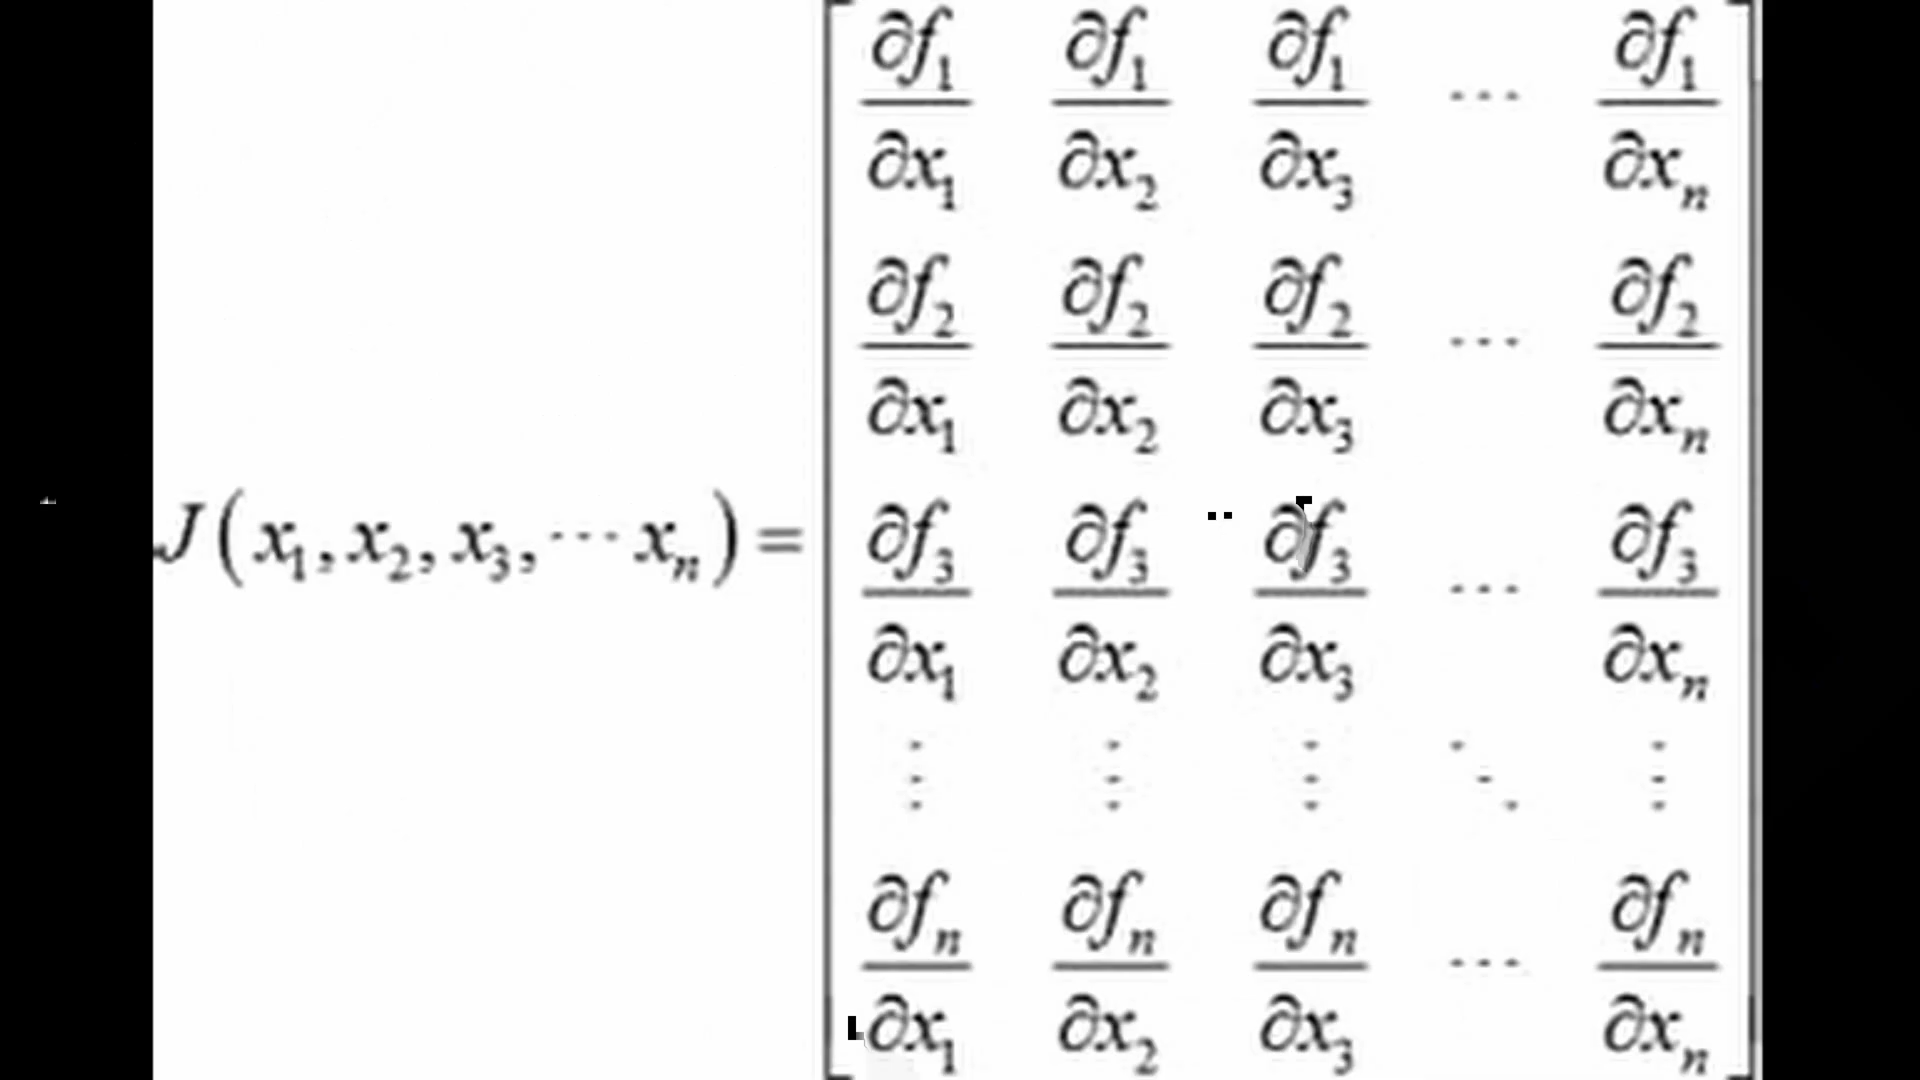 J(x₁, x₂, x₃, ⋯ xₙ) =
∂f₁/∂x₁ ∂f₁/∂x₂ ∂f₁/∂x₃ ⋯ ∂f₁/∂xₙ
∂f₂/∂x₁ ∂f₂/∂x₂ ∂f₂/∂x₃ ⋯ ∂f₂/∂xₙ
∂f₃/∂x₁ ∂f₃/∂x₂ ∂f₃/∂x₃ ⋯ ∂f₃/∂xₙ
⋮ ⋮ ⋮ ⋱ ⋮
∂fₙ/∂x₁ ∂fₙ/∂x₂ ∂fₙ/∂x₃ ⋯ ∂fₙ/∂xₙ